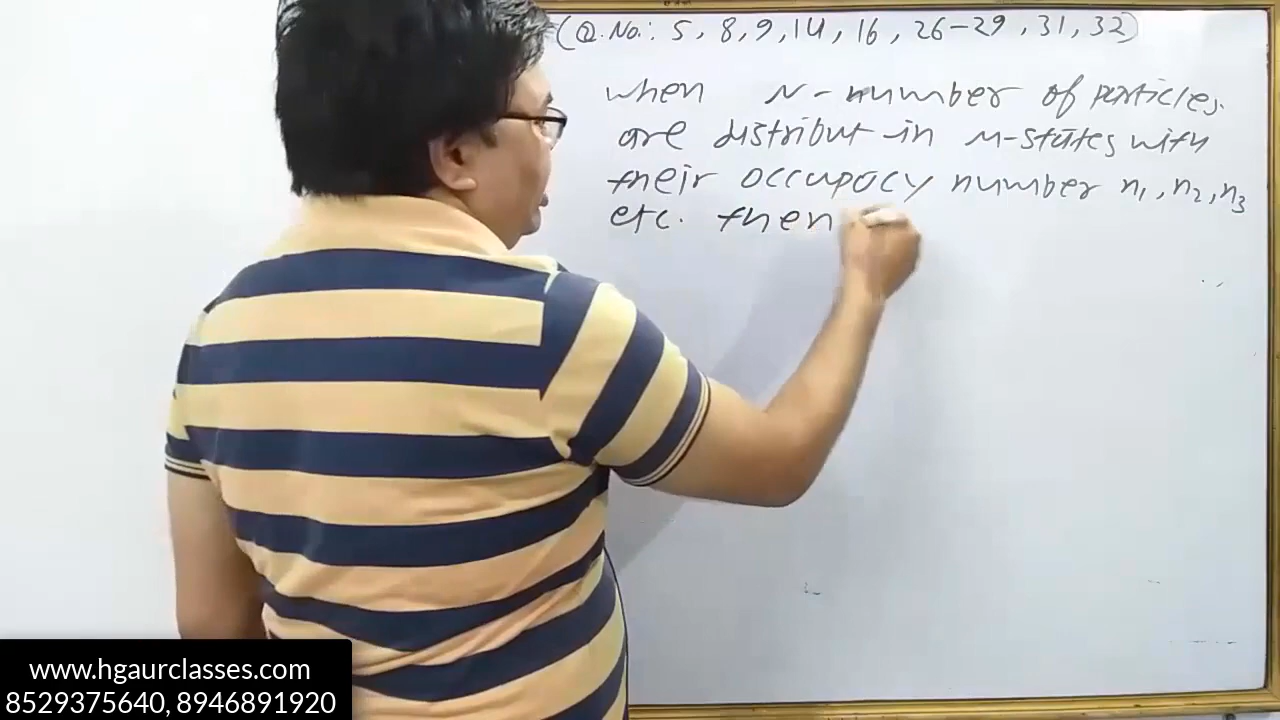 (Q.No.: 5, 8, 9, 14, 16, 26-29, 31, 32)
when N-number of particles
are distribut in M-states with
their occupocy number n1, n2, n3
etc. then
www.hgaurclasses.com
8529375640, 8946891920